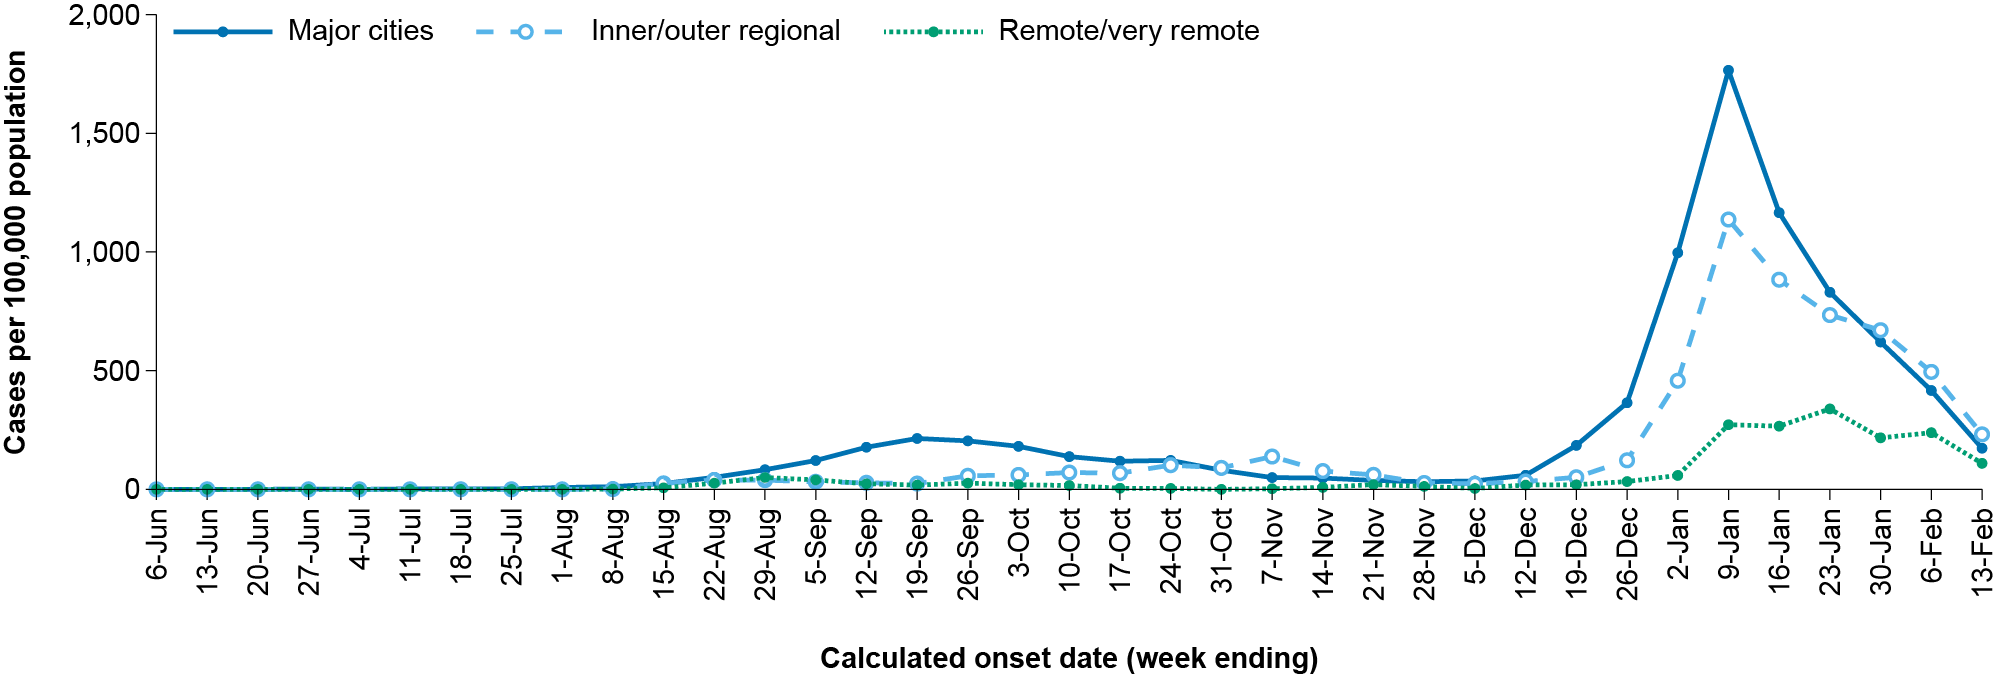 2,000
Major cities
Inner/outer regional
Remote/very remote
1,500
1,000
500
0
Cases per 100,000 population
6-Jun
13-Jun
20-Jun
27-Jun
4-Jul
11-Jul
18-Jul
25-Jul
1-Aug
8-Aug
15-Aug
22-Aug
29-Aug
5-Sep
12-Sep
19-Sep
26-Sep
3-Oct
10-Oct
17-Oct
24-Oct
31-Oct
7-Nov
14-Nov
21-Nov
28-Nov
5-Dec
12-Dec
19-Dec
26-Dec
2-Jan
9-Jan
16-Jan
23-Jan
30-Jan
6-Feb
13-Feb
Calculated onset date (week ending)